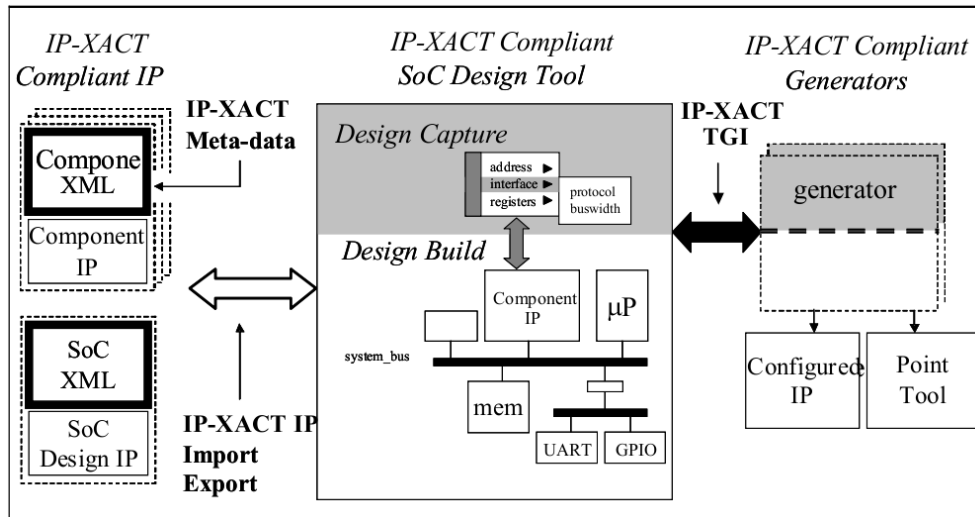 IP-XACT
Compliant IP
IP-XACT
Meta-data
Compone
XML
Component
IP
SoC
XML
SoC
Design IP
IP-XACT IP
Import
Export
IP-XACT Compliant
SoC Design Tool
Design Capture
address
interface
registers
protocol
buswidth
Design Build
Component
IP
μP
system_bus
mem
UART
GPIO
IP-XACT
TGI
IP-XACT Compliant
Generators
generator
Configured
IP
Point
Tool